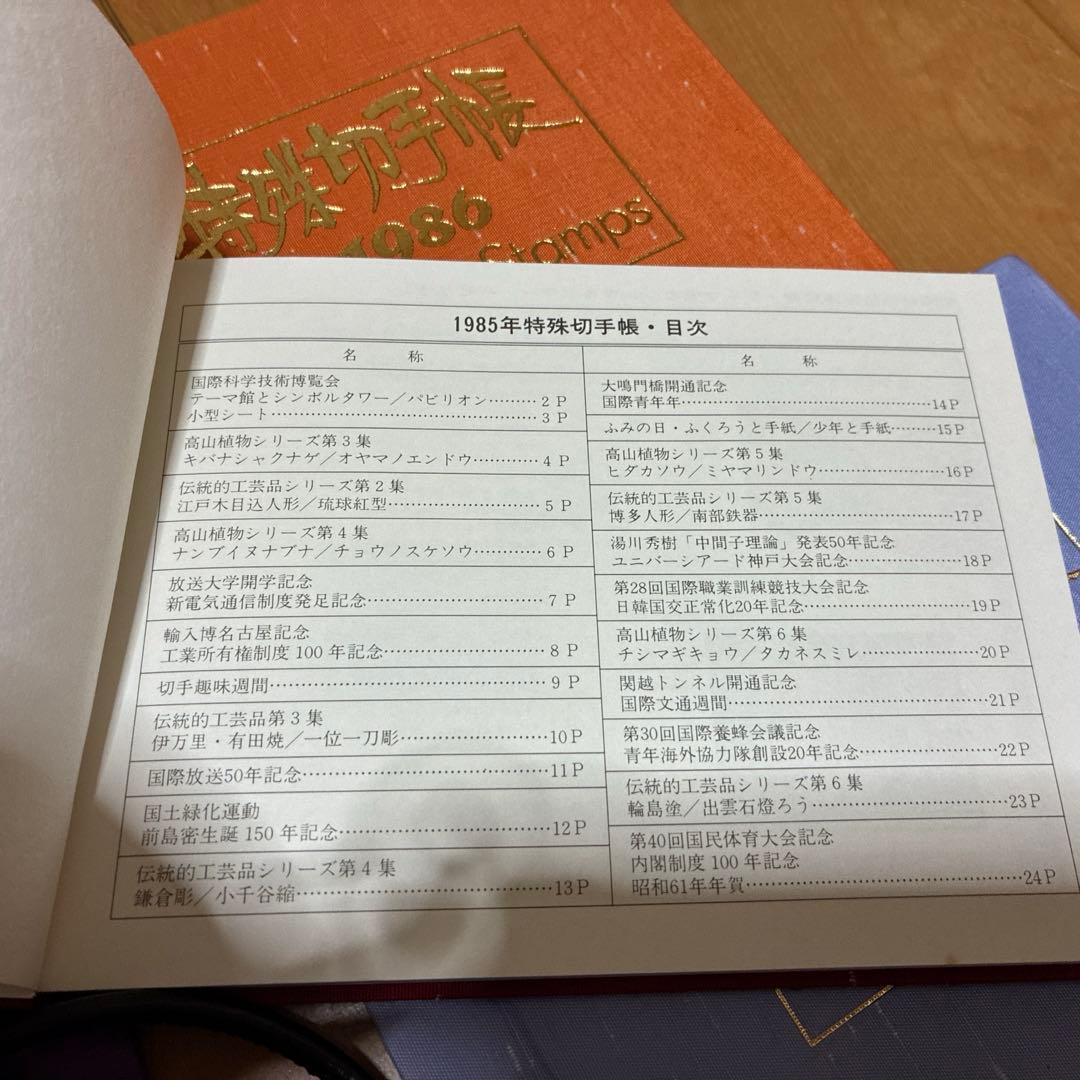 特殊切手帳
1986
Stamps
1985年特殊切手帳・目次
名 称
国際科学技術博覧会
テーマ館とシンボルタワー／パビリオン………2P
小型シート……………………………………3P
高山植物シリーズ第3集
キバナシャクナゲ／オヤマノエンドウ…………4P
伝統的工芸品シリーズ第2集
江戸木目込人形／琉球紅型……………………5P
高山植物シリーズ第4集
ナンブイヌナズナ／チョウノスケソウ…………6P
放送大学開学記念
新電気通信制度発足記念………………………7P
輸入博名古屋記念
工業所有権制度100年記念……………………8P
切手趣味週間……………………………………9P
伝統的工芸品第3集
伊万里・有田焼／一位一刀彫…………………10P
国際放送50年記念………………………………11P
国土緑化運動
前島密生誕150年記念…………………………12P
伝統的工芸品シリーズ第4集
鎌倉彫／小千谷縮………………………………13P
名 称
大鳴門橋開通記念
国際青年年………………………………………14P
ふみの日・ふくろうと手紙／少年と手紙………15P
高山植物シリーズ第5集
ヒダカソウ／ミヤマリンドウ……………………16P
伝統的工芸品シリーズ第5集
博多人形／南部鉄器……………………………17P
湯川秀樹「中間子理論」発表50年記念
ユニバーシアード神戸大会記念…………………18P
第28回国際職業訓練競技大会記念
日韓国交正常化20年記念………………………19P
高山植物シリーズ第6集
チシマギキョウ／タカネスミレ…………………20P
関越トンネル開通記念
国際文通週間……………………………………21P
第30回国際養蜂会議記念
青年海外協力隊創設20年記念…………………22P
伝統的工芸品シリーズ第6集
輪島塗／出雲石燈ろう…………………………23P
第40回国民体育大会記念
内閣制度100年記念
昭和61年年賀……………………………………24P